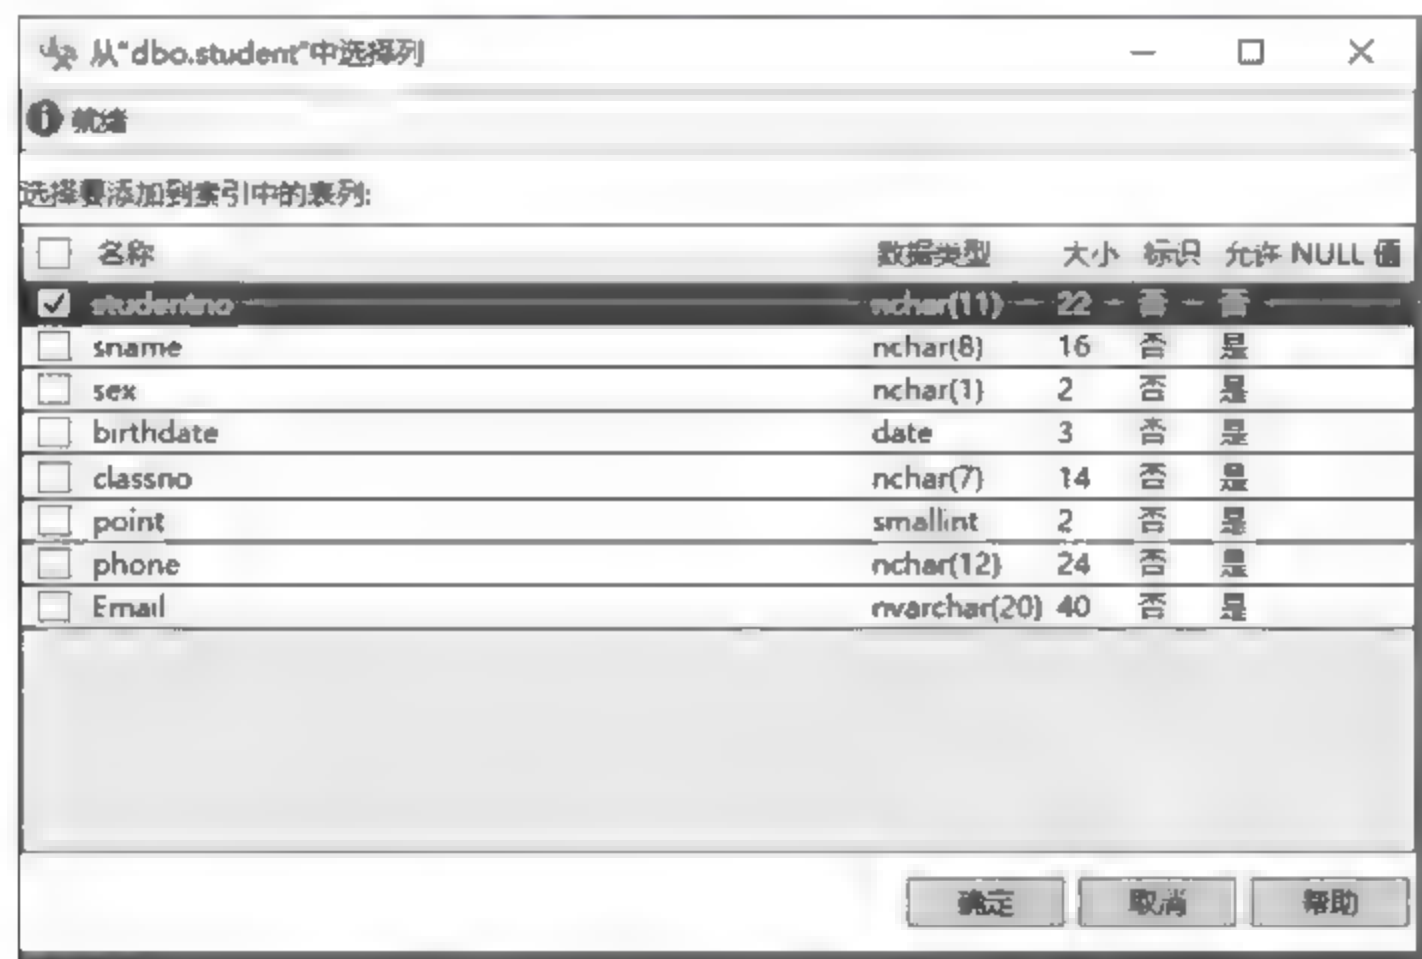 从"dbo.student"中选择列
就绪
选择要添加到索引中的表列:
名称 数据类型 大小 标识 允许 NULL 值
studentno nchar(11) 22 否 否
sname nchar(8) 16 否 是
sex nchar(1) 2 否 是
birthdate date 3 否 是
classno nchar(7) 14 否 是
point smallint 2 否 是
phone nchar(12) 24 否 是
Email nvarchar(20) 40 否 是
确定 取消 帮助